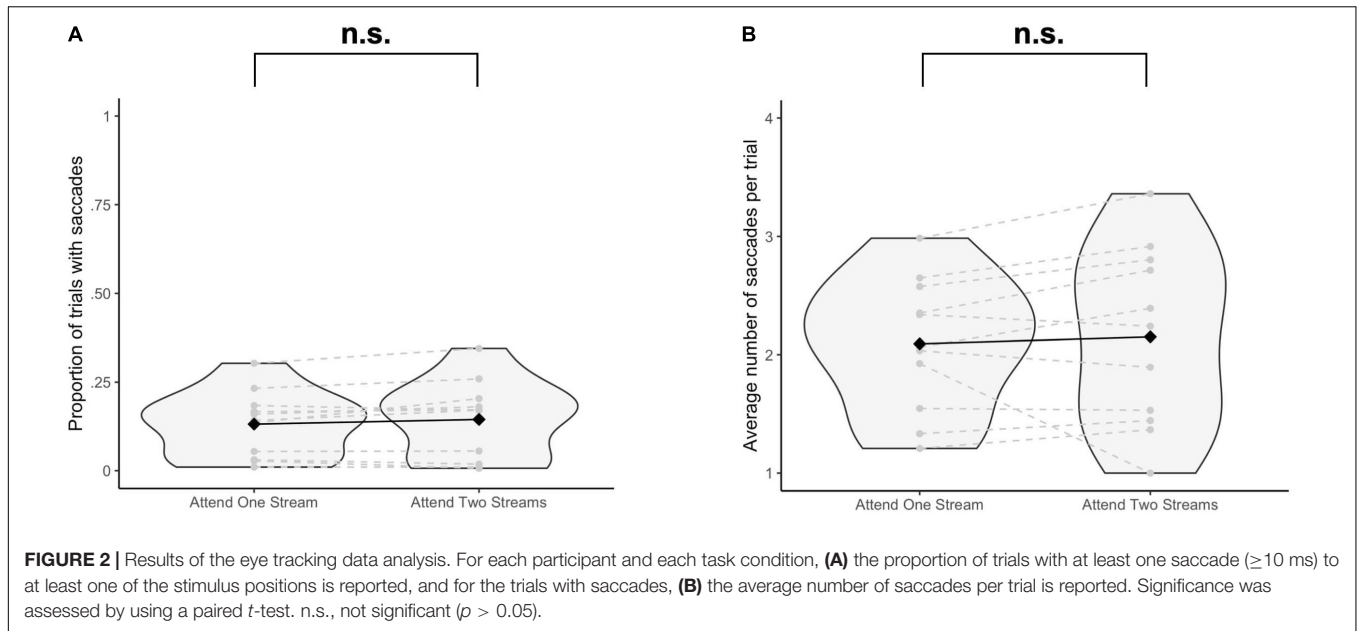 A
n.s.
Proportion of trials with saccades
1
.75
.50
.25
0
Attend One Stream
Attend Two Streams
B
n.s.
Average number of saccades per trial
4
3
2
1
Attend One Stream
Attend Two Streams
FIGURE 2 | Results of the eye tracking data analysis. For each participant and each task condition, (A) the proportion of trials with at least one saccade (≥10 ms) to
at least one of the stimulus positions is reported, and for the trials with saccades, (B) the average number of saccades per trial is reported. Significance was
assessed by using a paired t-test. n.s., not significant (p > 0.05).